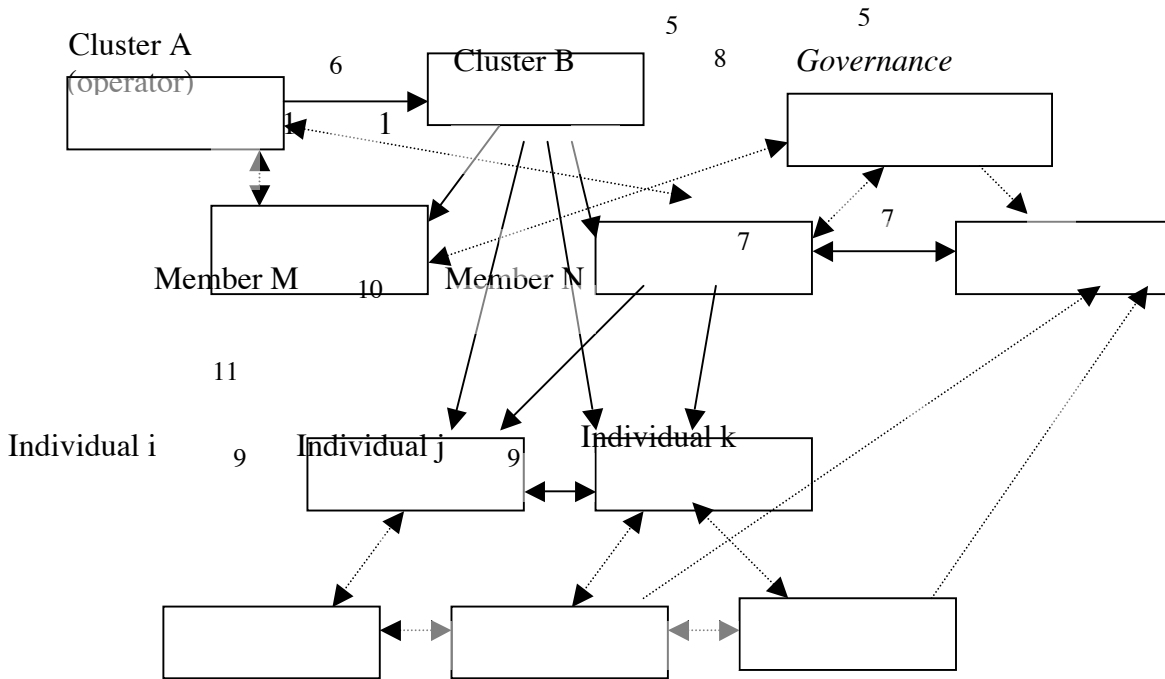 5
5
Cluster A
Cluster B
8
Governance
6
(operator)
1
1
7
7
Member M
Member N
10
11
Individual k
Individual i
Individual j
9
9